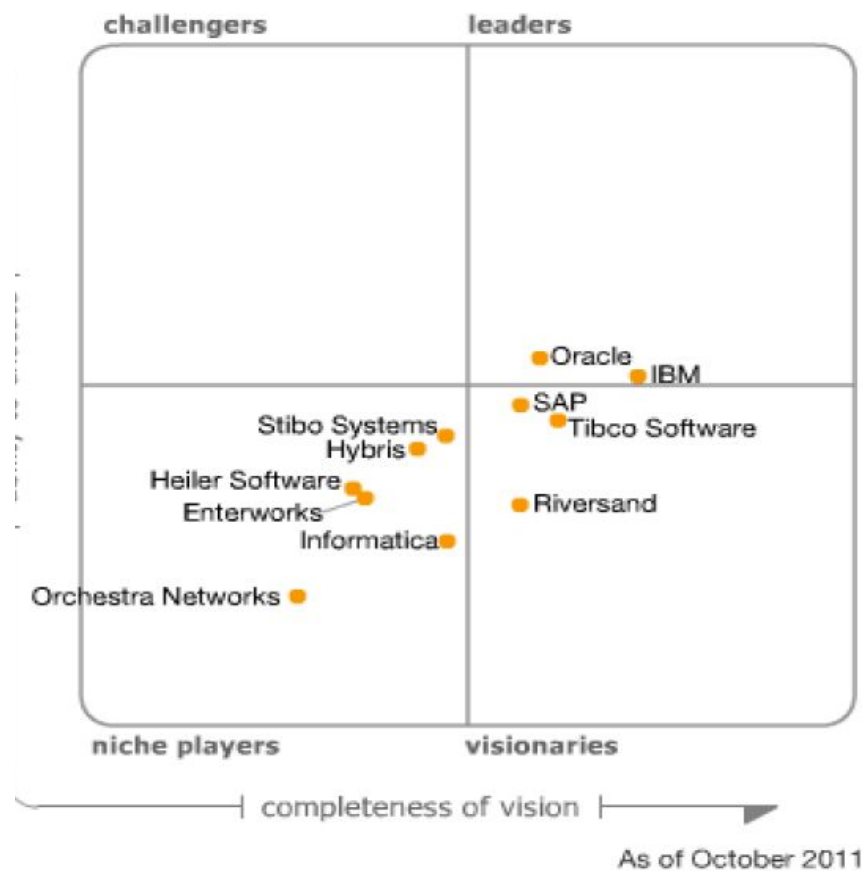 challengers
leaders
Oracle
IBM
SAP
Stibo Systems
Tibco Software
Hybris
Heiler Software
Enterworks
Riversand
Informatica
Orchestra Networks
niche players
visionaries
completeness of vision
As of October 2011